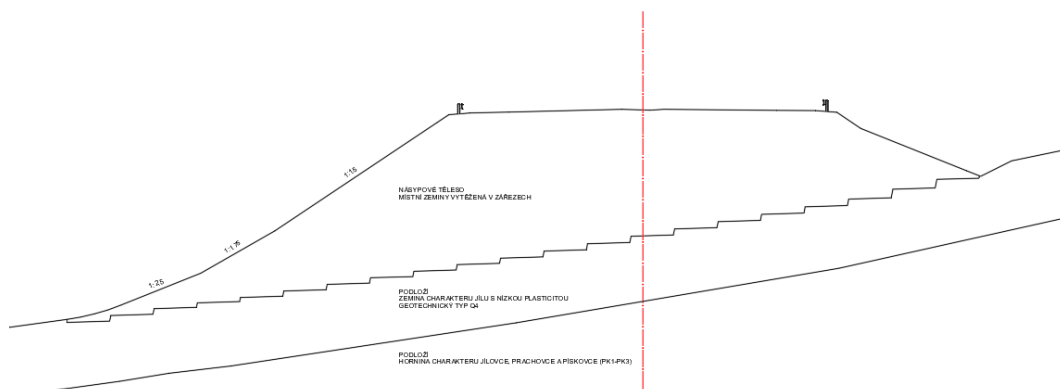 1:1.5
NÁSYPOVÉ TĚLESO
MÍSTNÍ ZEMINY VYTĚŽENÁ V ZÁŘEZECH
1:1.75
1:2.5
PODLOŽÍ
ZEMINA CHARAKTERU JÍLU S NÍZKOU PLASTICITOU
GEOTECHNICKÝ TYP Q4
PODLOŽÍ
HORNINA CHARAKTERU JÍLOVCE, PRACHOVCE A PÍSKOVCE (PK1-PK3)